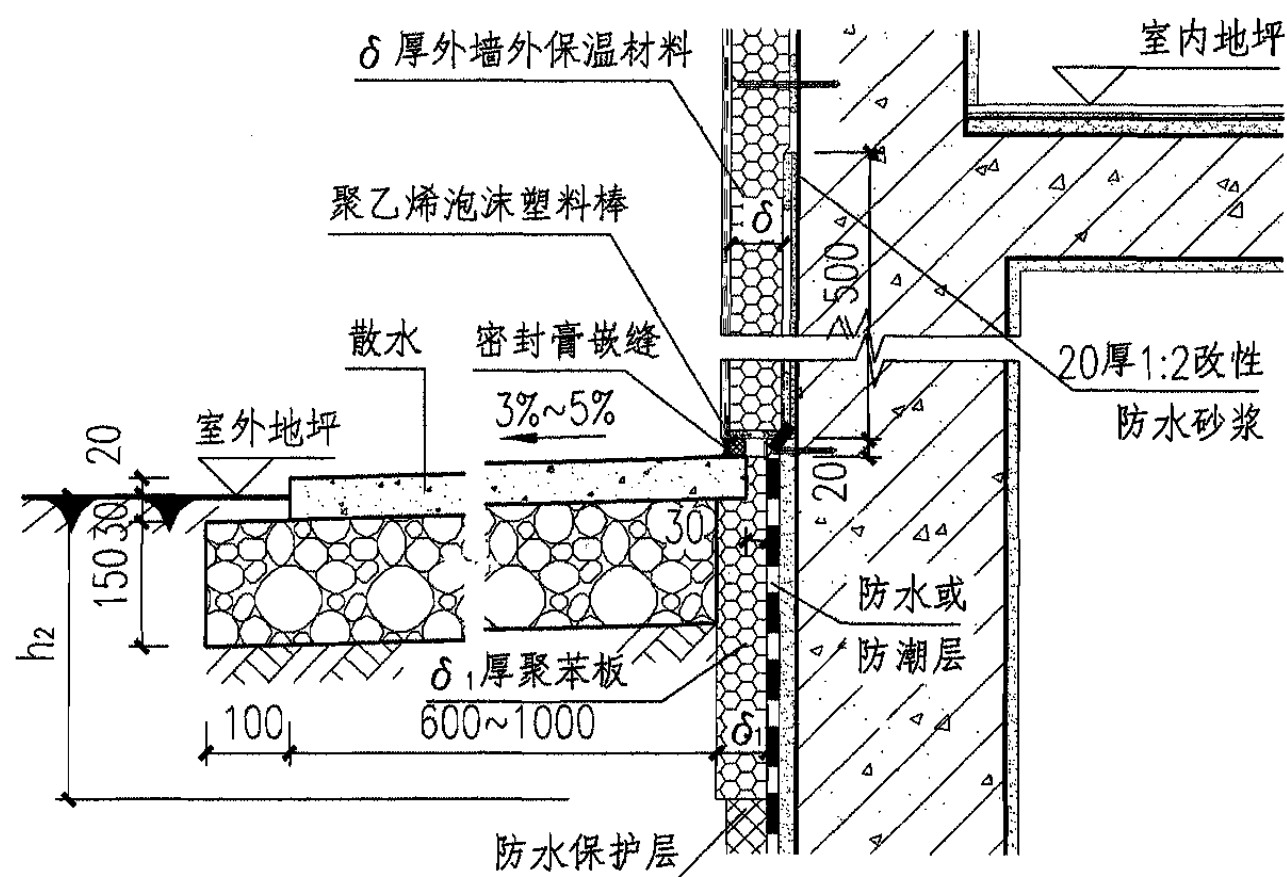 室内地坪
δ厚外墙外保温材料
聚乙烯泡沫塑料棒
δ
≥500
散水
密封膏嵌缝
20厚1:2改性
防水砂浆
3%~5%
室外地坪
20
20
30
30
150
防水或
防潮层
h₂
δ₁厚聚苯板
100
600~1000
δ₁
防水保护层